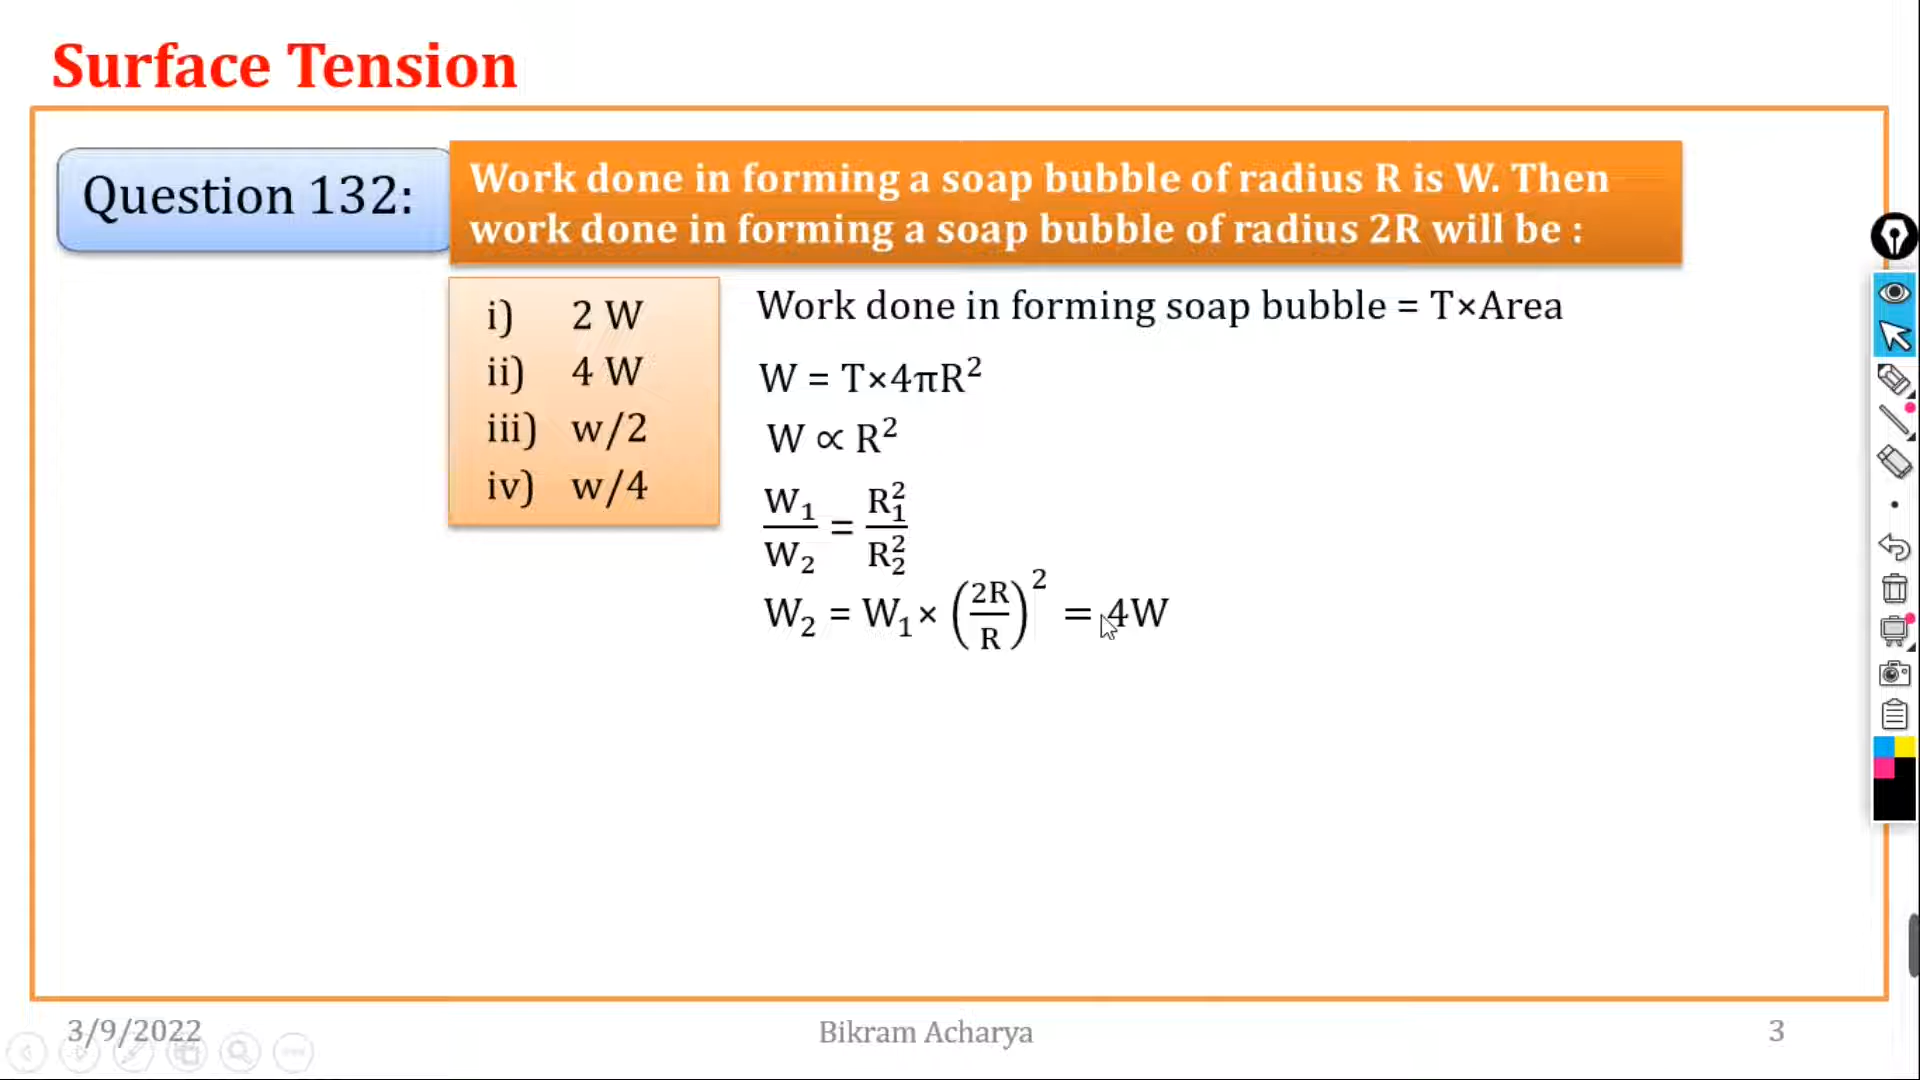 Surface Tension
Question 132:
Work done in forming a soap bubble of radius R is W. Then
work done in forming a soap bubble of radius 2R will be :
i) 2 W
ii) 4 W
iii) w/2
iv) w/4
Work done in forming soap bubble = T×Area
W = T×4πR²
W ∝ R²
W₁/W₂ = R₁²/R₂²
W₂ = W₁× (2R/R)² = 4W
3/9/2022
Bikram Acharya
3